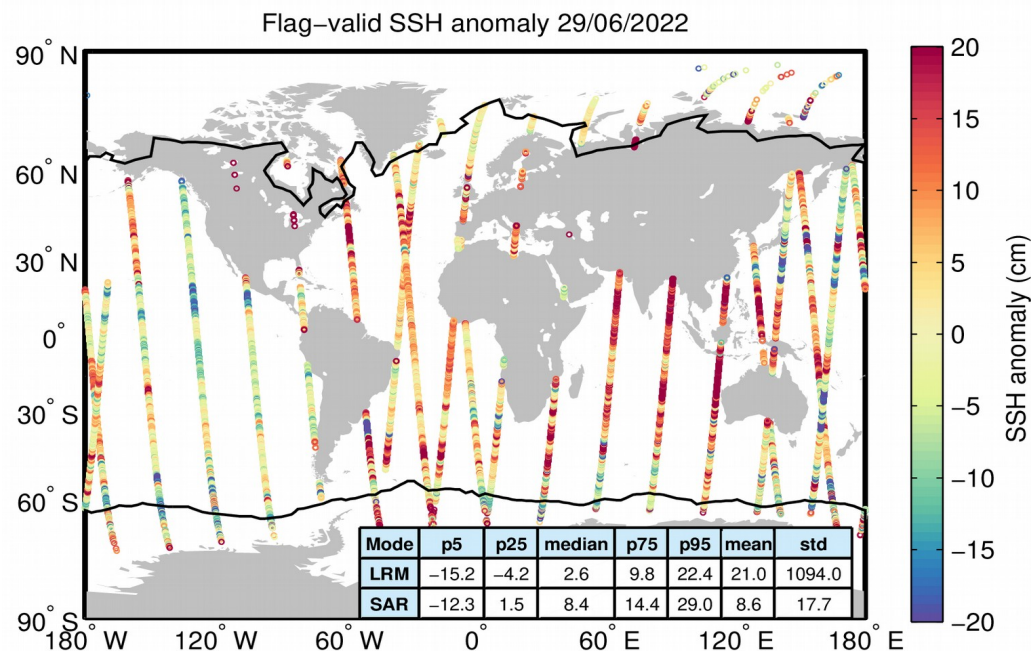 Flag−valid SSH anomaly 29/06/2022
90° N
60° N
30° N
0°
30° S
60° S
90° S
180° W
120° W
60° W
0°
60° E
120° E
180° E
Mode p5 p25 median p75 p95 mean std
LRM −15.2 −4.2 2.6 9.8 22.4 21.0 1094.0
SAR −12.3 1.5 8.4 14.4 29.0 8.6 17.7
20
15
10
5
0
−5
−10
−15
−20
SSH anomaly (cm)